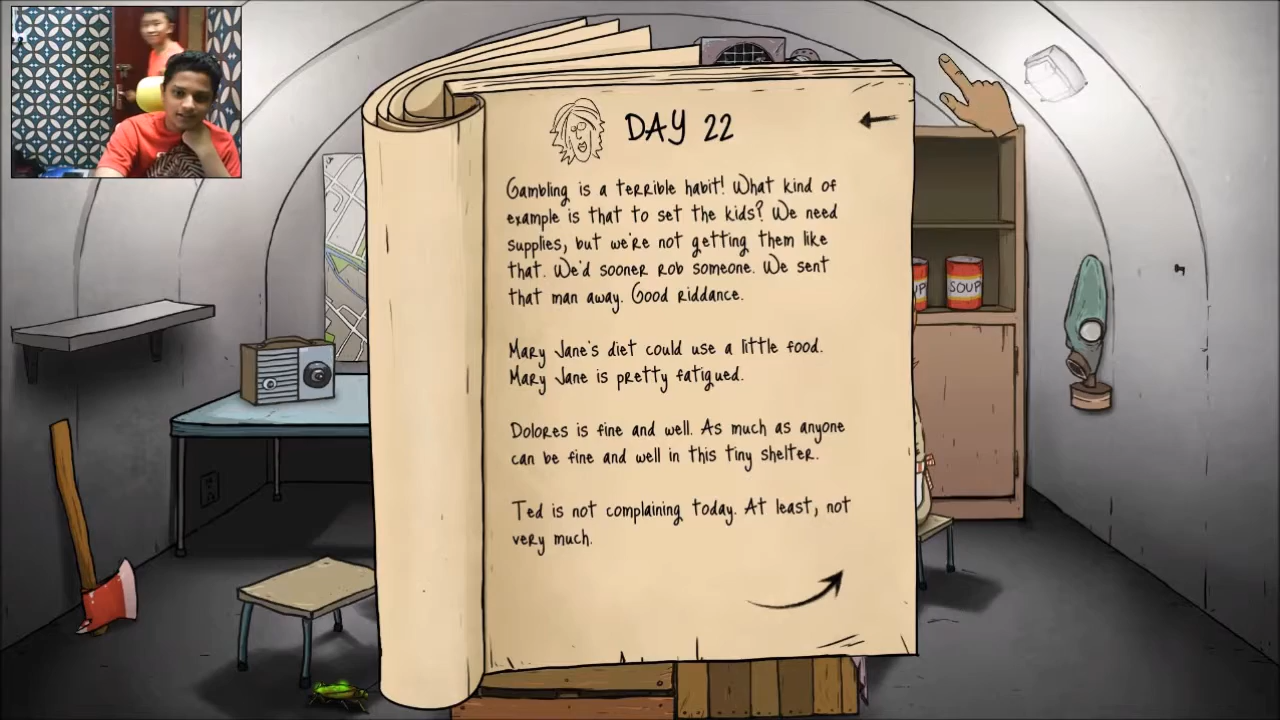 DAY 22
Gambling is a terrible habit! What kind of
example is that to set the kids? We need
supplies, but we're not getting them like
that. We'd sooner rob someone. We sent
that man away. Good riddance.
Mary Jane's diet could use a little food.
Mary Jane is pretty fatigued.
Dolores is fine and well. As much as anyone
can be fine and well in this tiny shelter.
Ted is not complaining today. At least, not
very much.
UP
SOUP